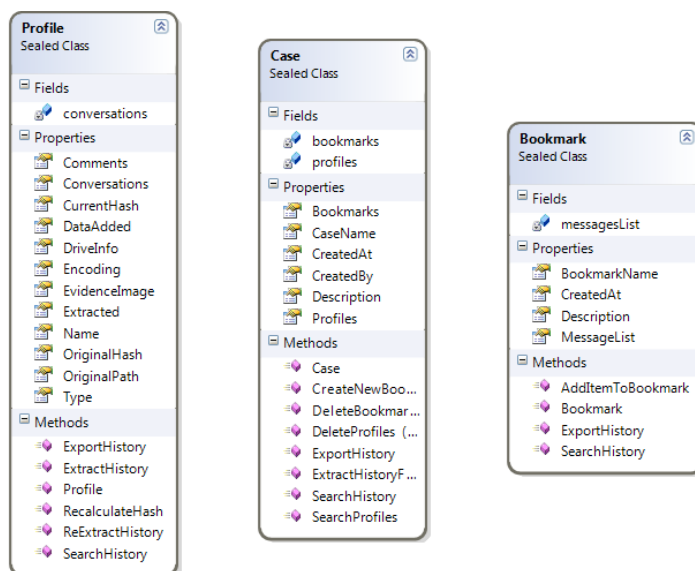 Profile
Sealed Class
Fields
conversations
Properties
Comments
Conversations
CurrentHash
DataAdded
DriveInfo
Encoding
EvidenceImage
Extracted
Name
OriginalHash
OriginalPath
Type
Methods
ExportHistory
ExtractHistory
Profile
RecalculateHash
ReExtractHistory
SearchHistory
Case
Sealed Class
Fields
bookmarks
profiles
Properties
Bookmarks
CaseName
CreatedAt
CreatedBy
Description
Profiles
Methods
Case
CreateNewBoo...
DeleteBookmar...
DeleteProfiles (...
ExportHistory
ExtractHistoryF...
SearchHistory
SearchProfiles
Bookmark
Sealed Class
Fields
messagesList
Properties
BookmarkName
CreatedAt
Description
MessageList
Methods
AddItemToBookmark
Bookmark
ExportHistory
SearchHistory